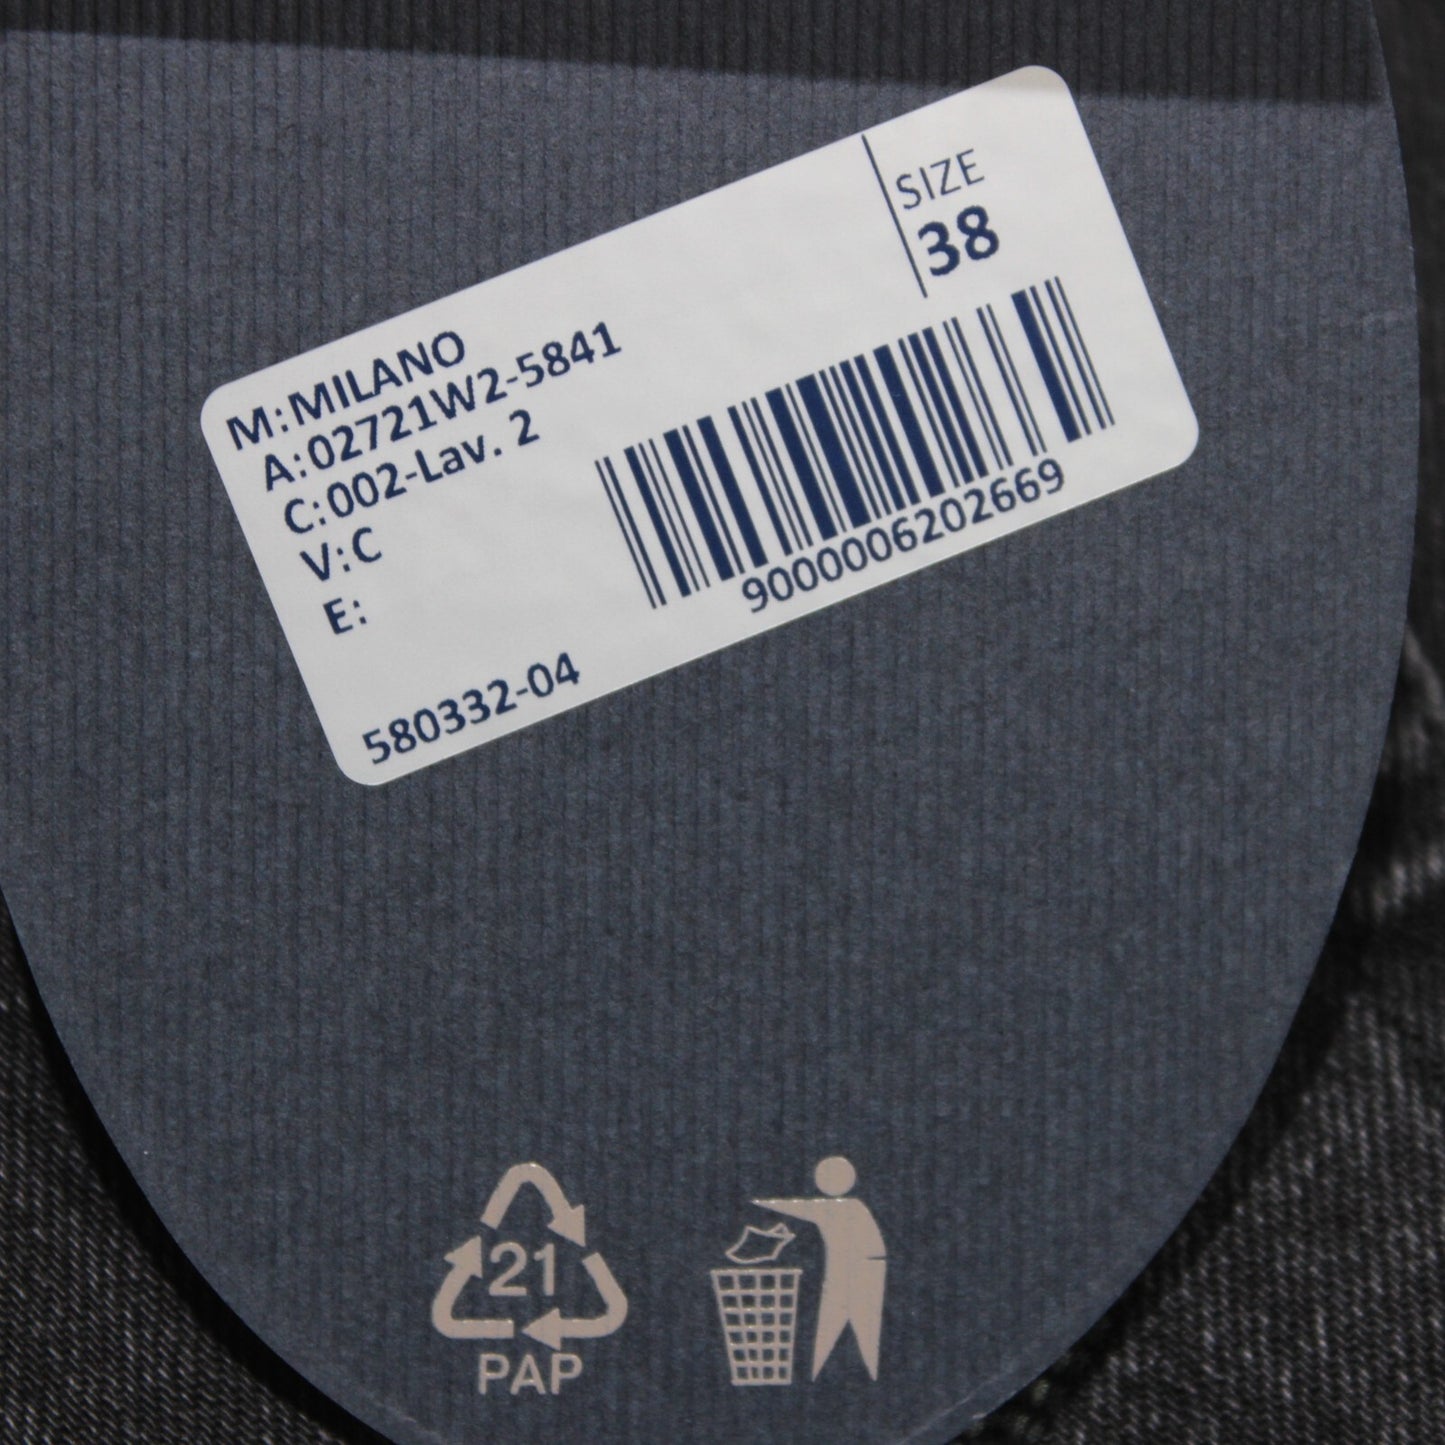 SIZE
38
M:MILANO
A:02721W2-5841
C:002-Lav. 2
V:C
E:
9000006202669
580332-04
21
PAP